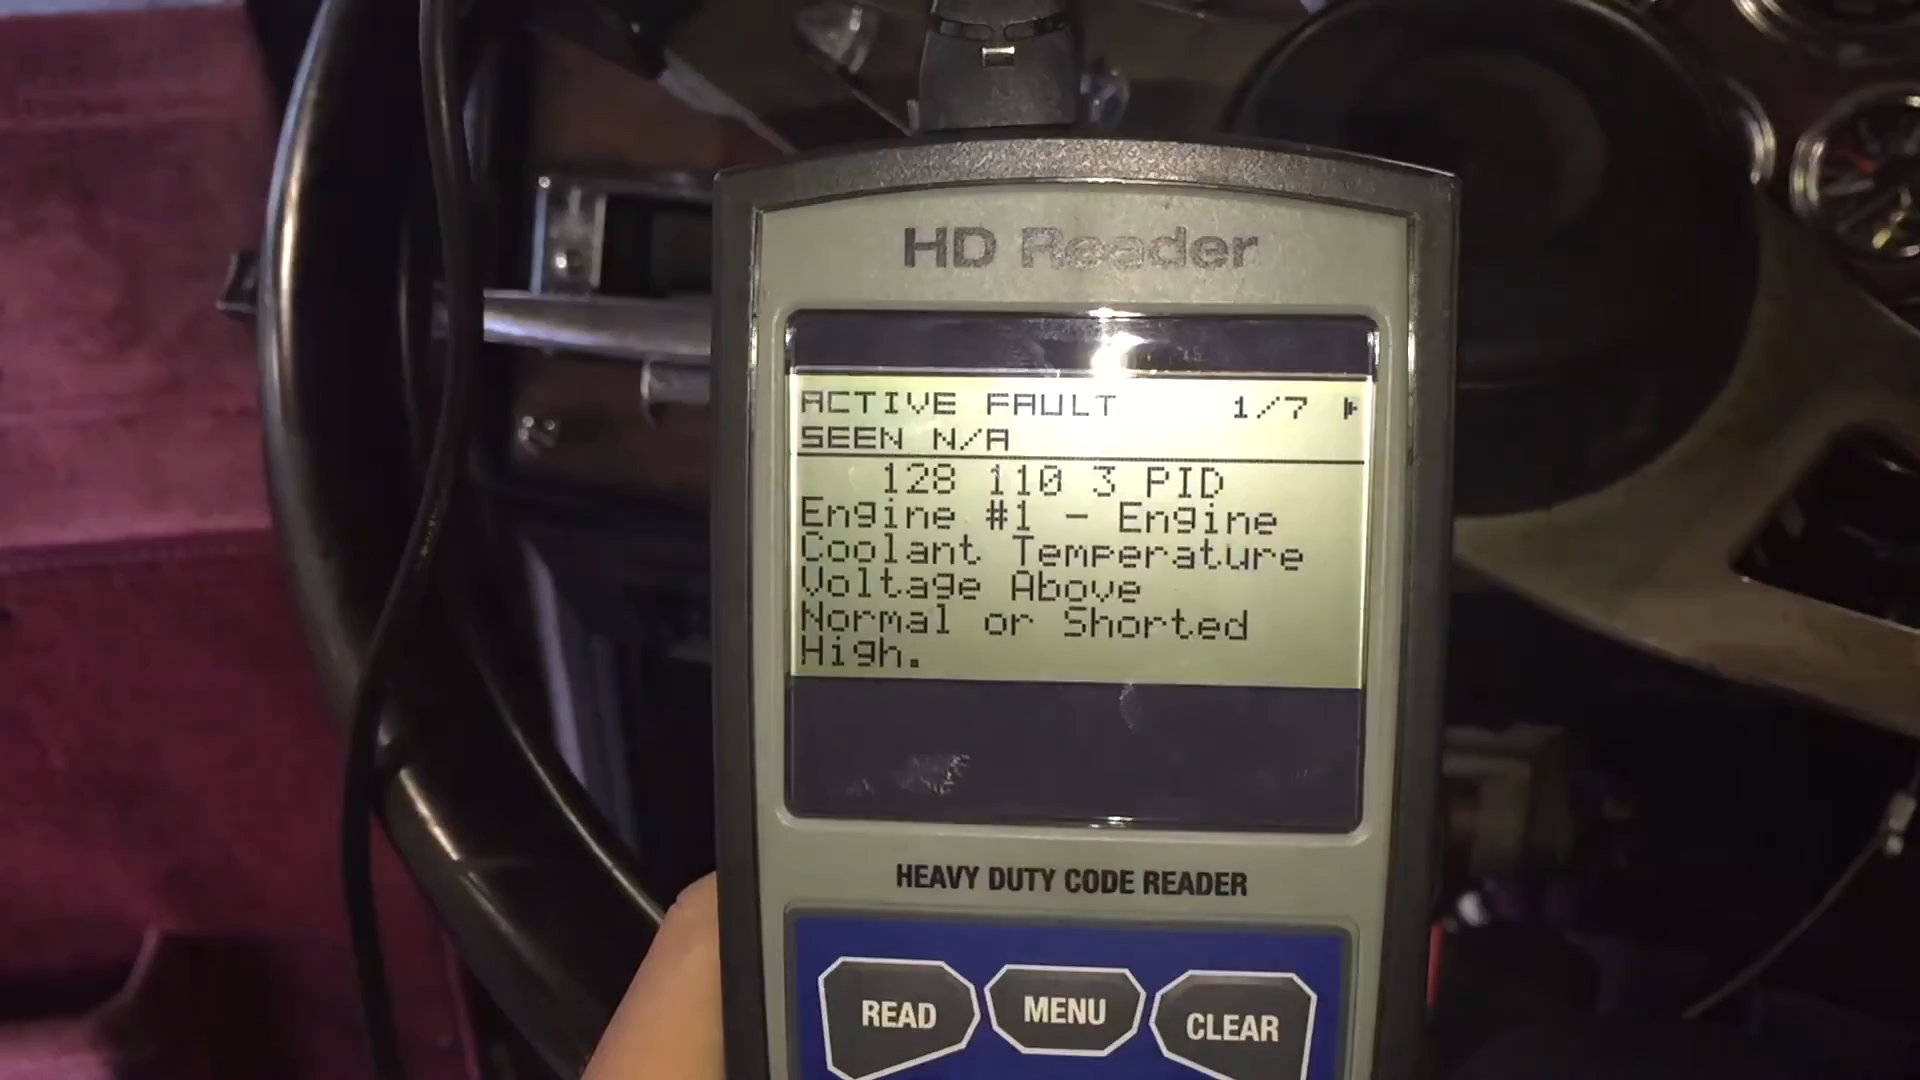 HD Reader
ACTIVE FAULT 1/7
SEEN N/A
128 110 3 PID
Engine #1 - Engine
Coolant Temperature
Voltage Above
Normal or Shorted
High.
HEAVY DUTY CODE READER
READ MENU CLEAR